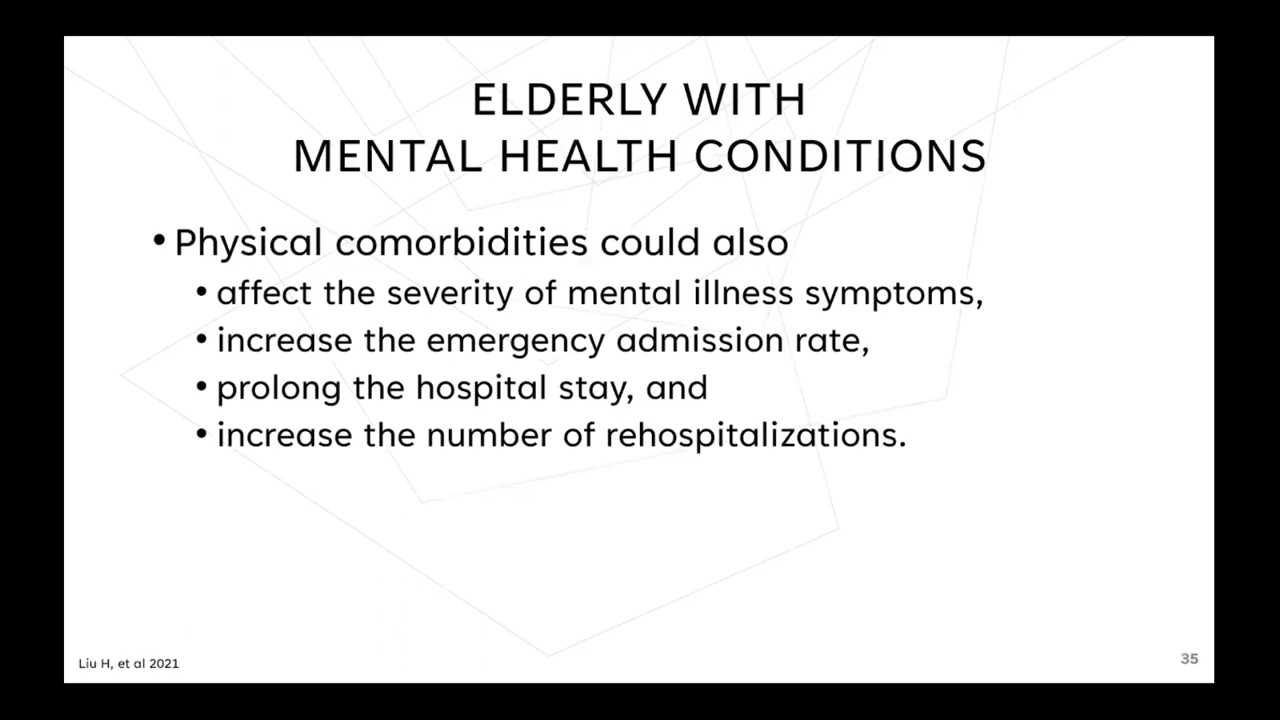 ELDERLY WITH
MENTAL HEALTH CONDITIONS
• Physical comorbidities could also
• affect the severity of mental illness symptoms,
• increase the emergency admission rate,
• prolong the hospital stay, and
• increase the number of rehospitalizations.
Liu H, et al 2021
35